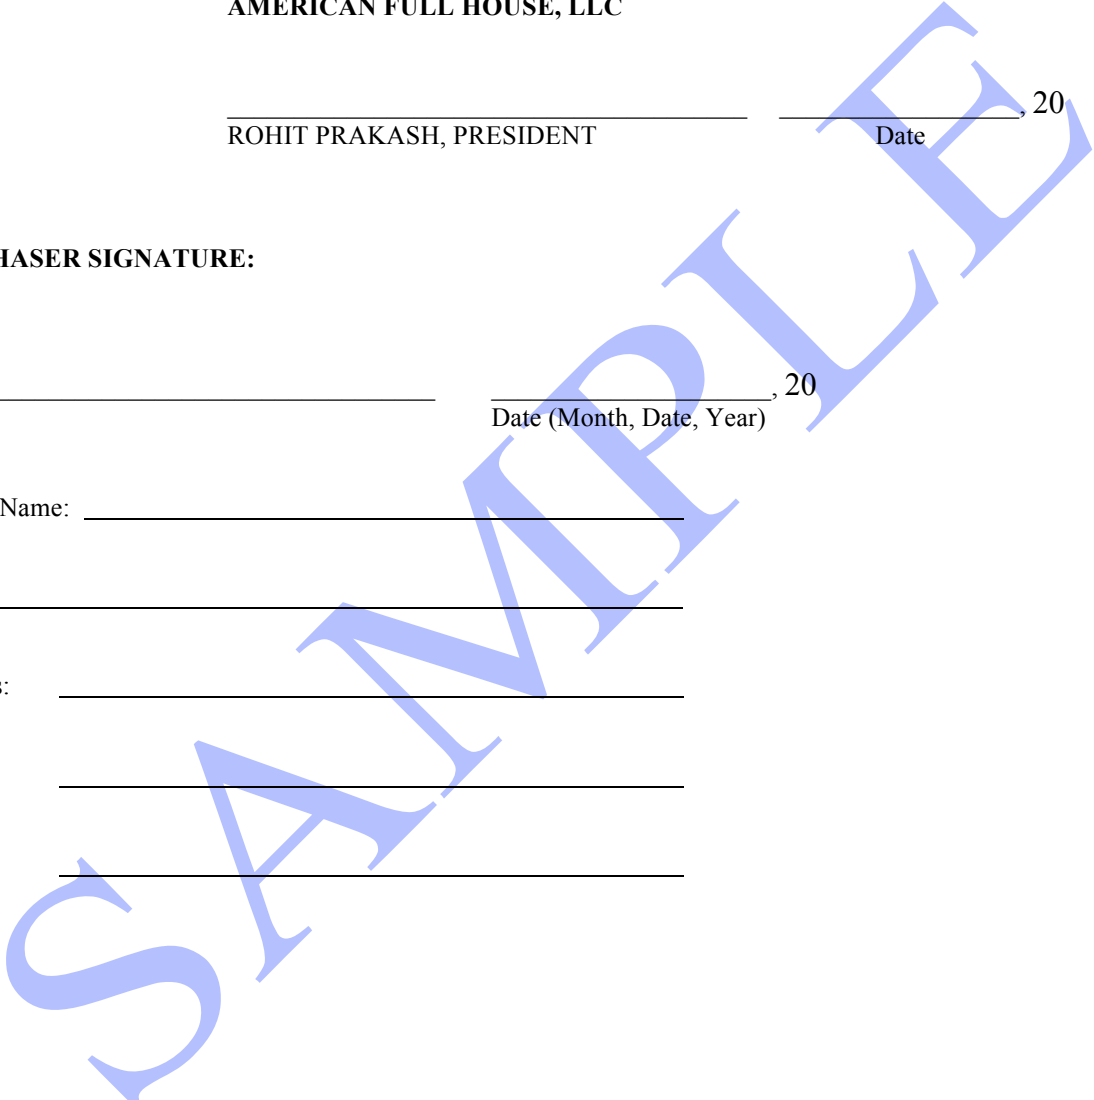 AMERICAN FULL HOUSE, LLC
, 20
ROHIT PRAKASH, PRESIDENT Date
HASER SIGNATURE:
, 20
Date (Month, Date, Year)
Name:
s:
SAMPLE